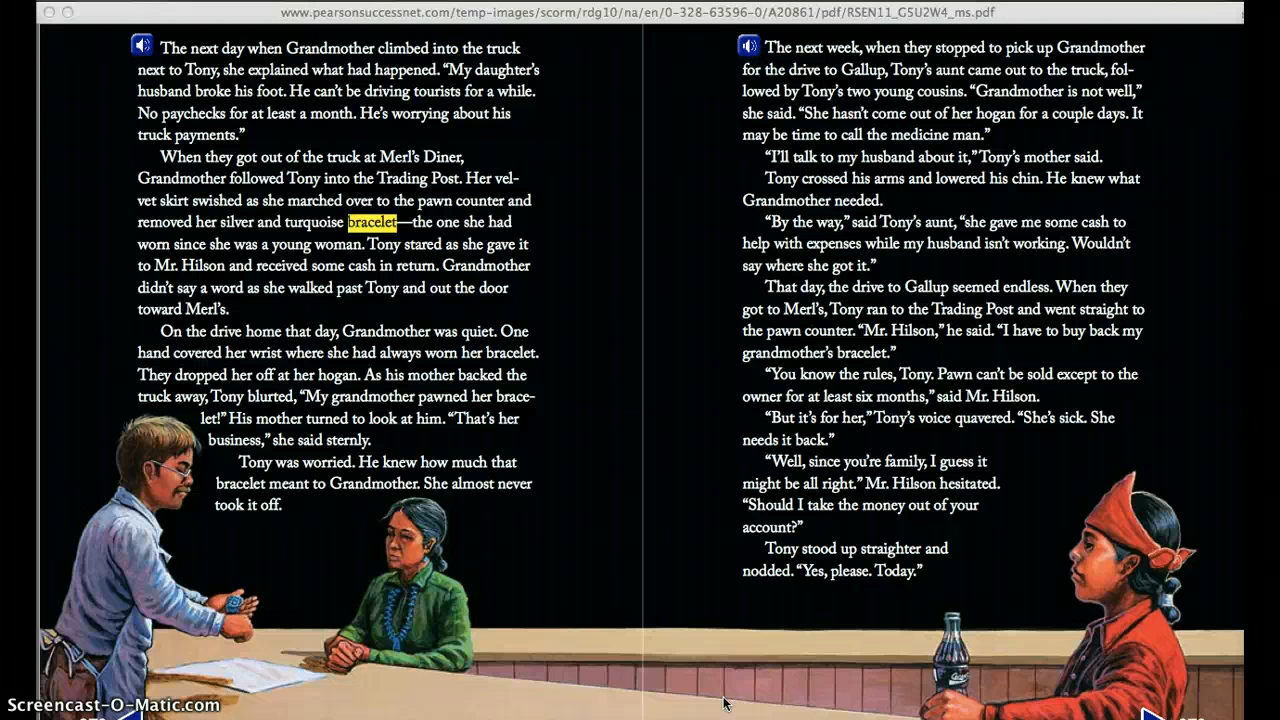 www.pearsonsuccessnet.com/temp-images/scorm/rdg10/na/en/0-328-63596-0/A20861/pdf/RSEN11_G5U2W4_ms.pdf
The next day when Grandmother climbed into the truck
next to Tony, she explained what had happened. “My daughter’s
husband broke his foot. He can’t be driving tourists for a while.
No paychecks for at least a month. He’s worrying about his
truck payments.”
When they got out of the truck at Merl’s Diner,
Grandmother followed Tony into the Trading Post. Her vel-
vet skirt swished as she marched over to the pawn counter and
removed her silver and turquoise bracelet—the one she had
worn since she was a young woman. Tony stared as she gave it
to Mr. Hilson and received some cash in return. Grandmother
didn’t say a word as she walked past Tony and out the door
toward Merl’s.
On the drive home that day, Grandmother was quiet. One
hand covered her wrist where she had always worn her bracelet.
They dropped her off at her hogan. As his mother backed the
truck away, Tony blurted, “My grandmother pawned her brace-
let!” His mother turned to look at him. “That’s her
business,” she said sternly.
Tony was worried. He knew how much that
bracelet meant to Grandmother. She almost never
took it off.
The next week, when they stopped to pick up Grandmother
for the drive to Gallup, Tony’s aunt came out to the truck, fol-
lowed by Tony’s two young cousins. “Grandmother is not well,”
she said. “She hasn’t come out of her hogan for a couple days. It
may be time to call the medicine man.”
“I’ll talk to my husband about it,” Tony’s mother said.
Tony crossed his arms and lowered his chin. He knew what
Grandmother needed.
“By the way,” said Tony’s aunt, “she gave me some cash to
help with expenses while my husband isn’t working. Wouldn’t
say where she got it.”
That day, the drive to Gallup seemed endless. When they
got to Merl’s, Tony ran to the Trading Post and went straight to
the pawn counter. “Mr. Hilson,” he said. “I have to buy back my
grandmother’s bracelet.”
“You know the rules, Tony. Pawn can’t be sold except to the
owner for at least six months,” said Mr. Hilson.
“But it’s for her,” Tony’s voice quavered. “She’s sick. She
needs it back.”
“Well, since you’re family, I guess it
might be all right.” Mr. Hilson hesitated.
“Should I take the money out of your
account?”
Tony stood up straighter and
nodded. “Yes, please. Today.”
Screencast-O-Matic.com